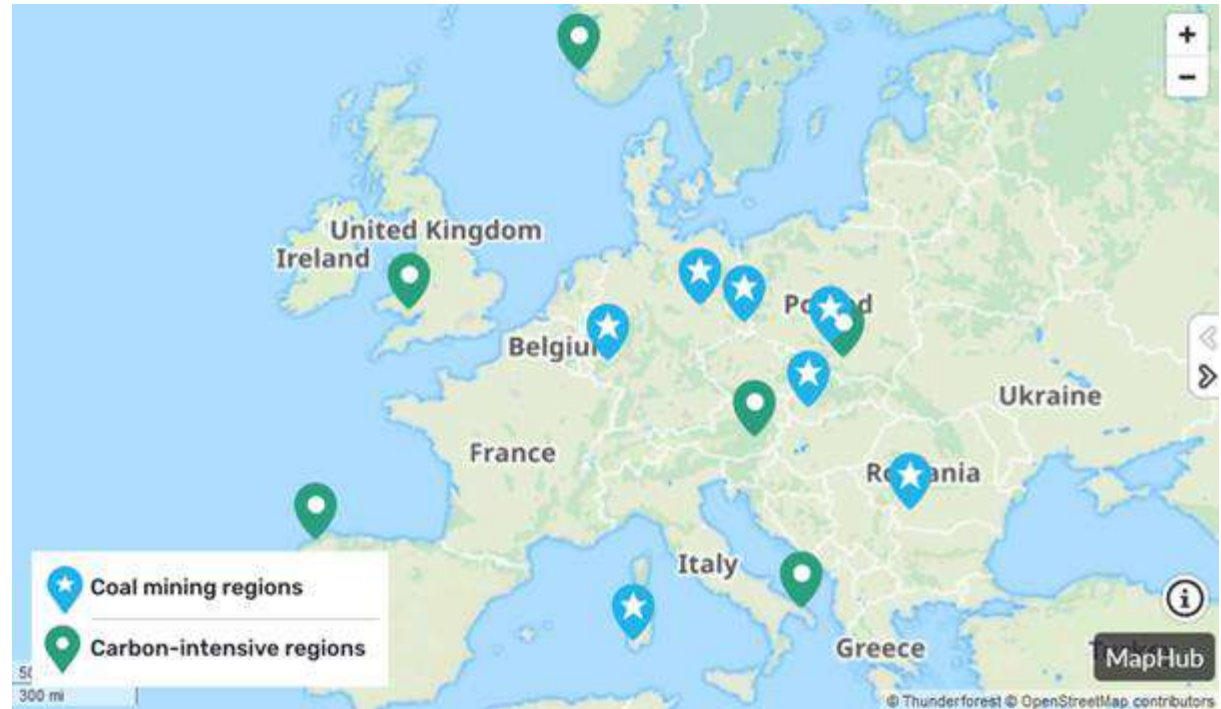 +
−
United Kingdom
Ireland
Belgiu
Ukraine
France
Italy
Greece
Coal mining regions
Carbon-intensive regions
300 mi
MapHub
© Thunderforest © OpenStreetMap contributors